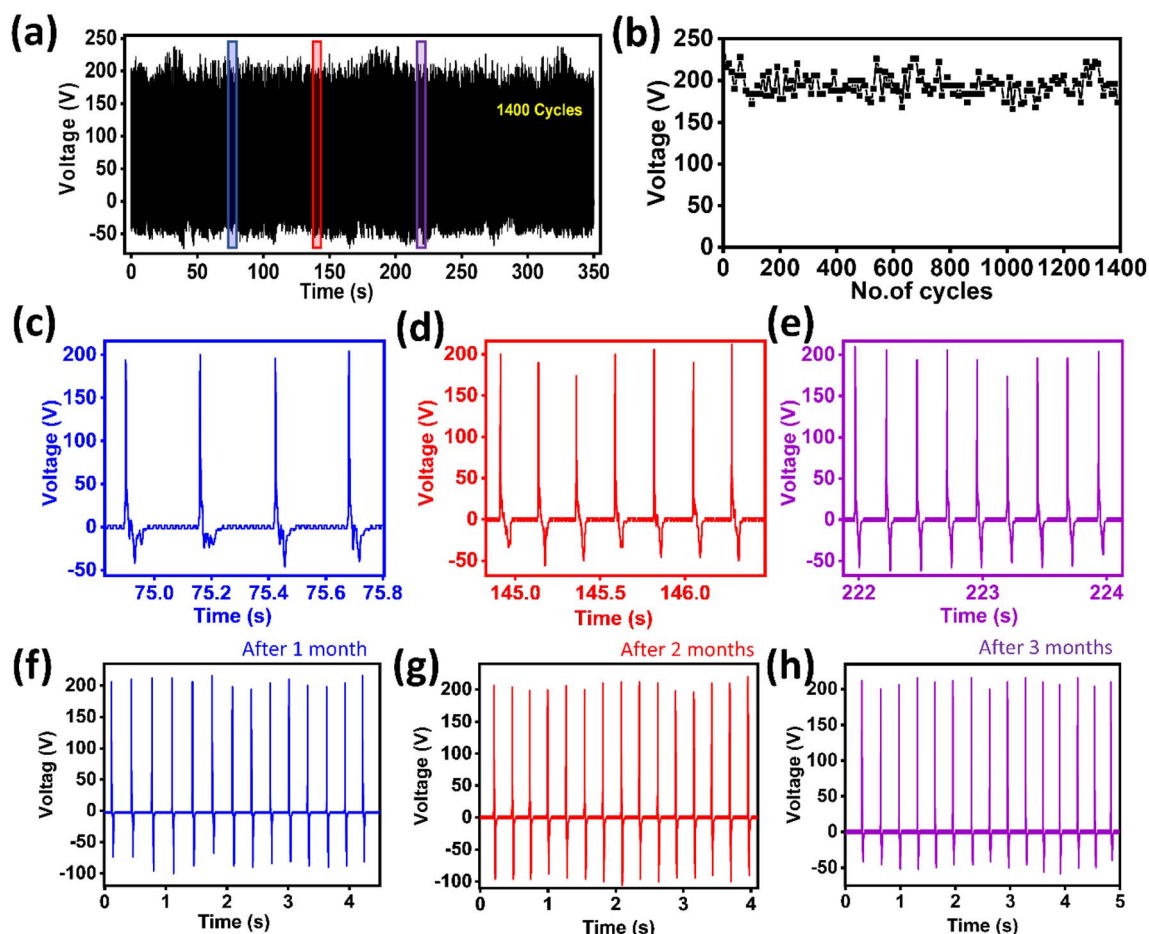 (a)
250
200
150
100
50
0
-50
Voltage (V)
1400 Cycles
0 50 100 150 200 250 300 350
Time (s)
(b)
250
200
150
100
50
0
Voltage (V)
0 200 400 600 800 1000 1200 1400
No.of cycles
(c)
200
150
100
50
0
-50
Voltage (V)
75.0 75.2 75.4 75.6 75.8
Time (s)
(d)
200
150
100
50
0
-50
Voltage (V)
145.0 145.5 146.0
Time (s)
(e)
200
150
100
50
0
-50
Voltage (V)
222 223 224
Time (s)
(f)
After 1 month
200
150
100
50
0
-50
-100
Voltag (V)
0 1 2 3 4
Time (s)
(g)
After 2 months
200
150
100
50
0
-50
-100
Voltage (V)
0 1 2 3 4
Time (s)
(h)
After 3 months
200
150
100
50
0
-50
Voltage (V)
0 1 2 3 4 5
Time (s)